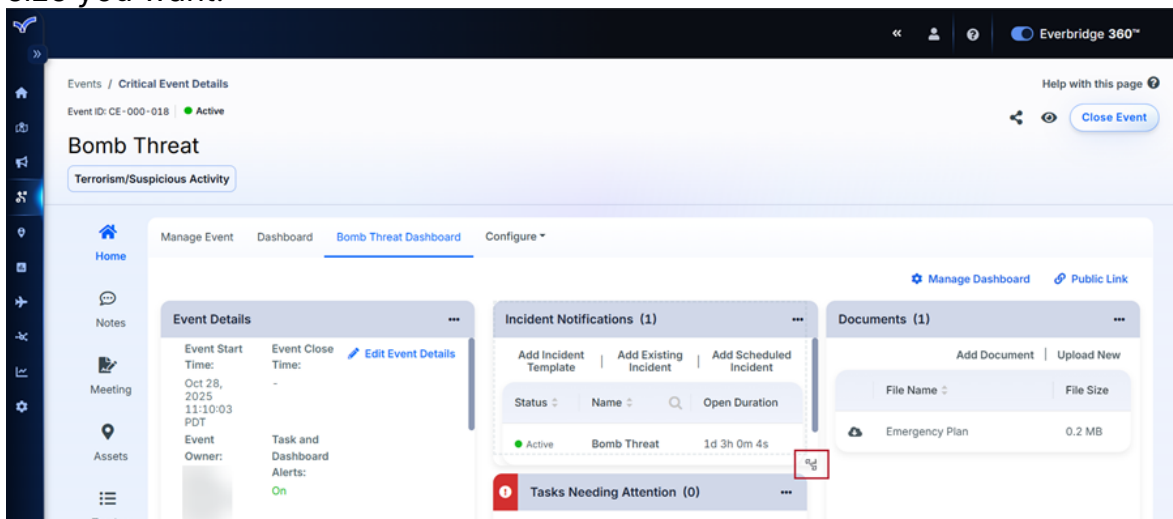 Everbridge 360™
Events / Critical Event Details
Help with this page
Event ID: CE-000-018
Active
Close Event
Bomb Threat
Terrorism/Suspicious Activity
Home
Notes
Meeting
Assets
Manage Event
Dashboard
Bomb Threat Dashboard
Configure
Manage Dashboard
Public Link
Event Details
Event Start
Time:
Oct 28,
2025
11:10:03
PDT
Event Close
Time:
-
Edit Event Details
Event
Owner:
Task and
Dashboard
Alerts:
On
Incident Notifications (1)
Add Incident
Template
Add Existing
Incident
Add Scheduled
Incident
Status
Name
Open Duration
Active
Bomb Threat
1d 3h 0m 4s
Tasks Needing Attention (0)
Documents (1)
Add Document | Upload New
File Name
File Size
Emergency Plan
0.2 MB